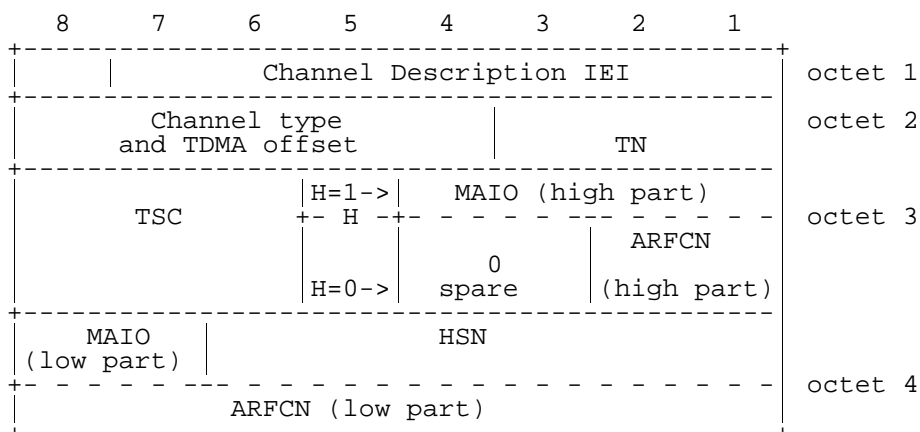 8 7 6 5 4 3 2 1
Channel Description IEI octet 1
Channel type octet 2
and TDMA offset TN
H=1-> MAIO (high part)
TSC H octet 3
ARFCN
0
H=0-> spare (high part)
MAIO HSN
(low part)
octet 4
ARFCN (low part)